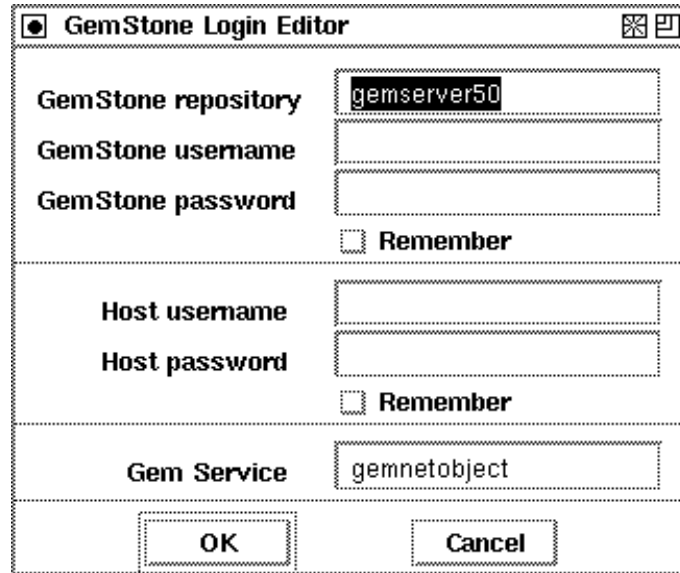 GemStone Login Editor
GemStone repository gemserver50
GemStone username
GemStone password
Remember
Host username
Host password
Remember
Gem Service gemnetobject
OK Cancel